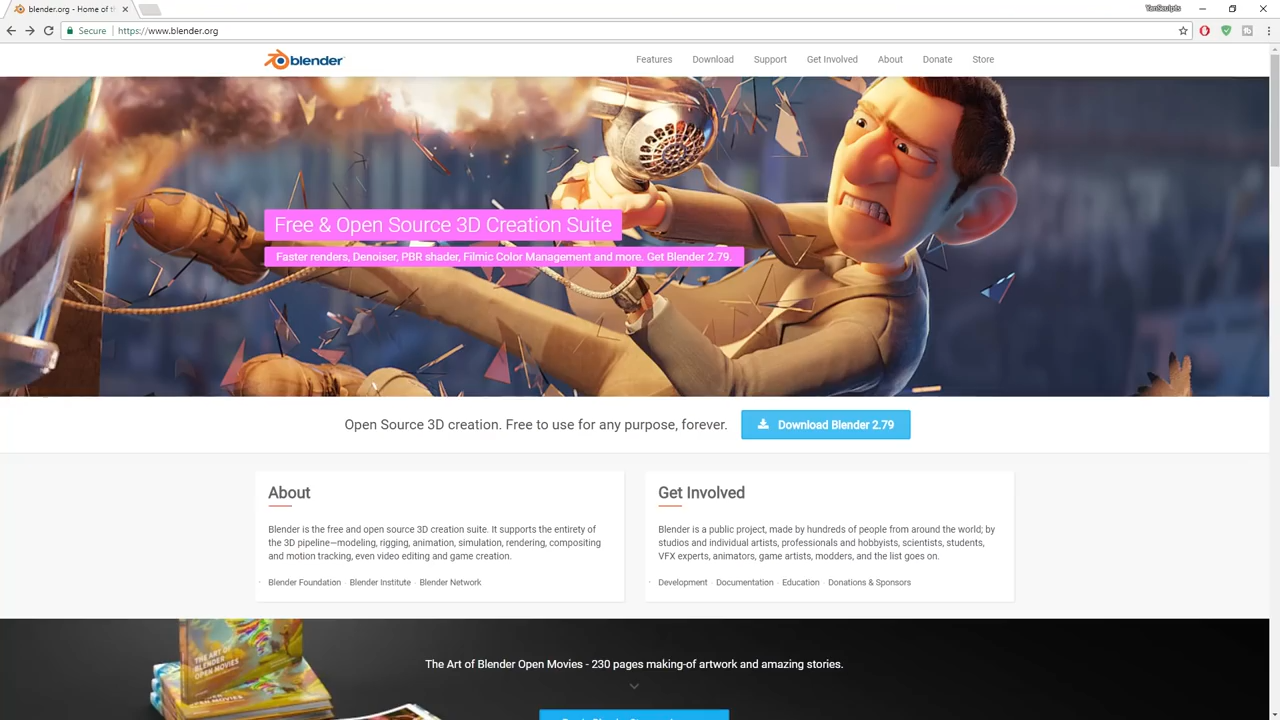 blender.org - Home of t
YanSculpts
Secure
https://www.blender.org
blender
Features
Download
Support
Get Involved
About
Donate
Store
Free & Open Source 3D Creation Suite
Faster renders, Denoiser, PBR shader, Filmic Color Management and more. Get Blender 2.79.
Open Source 3D creation. Free to use for any purpose, forever.
Download Blender 2.79
About
Blender is the free and open source 3D creation suite. It supports the entirety of
the 3D pipeline—modeling, rigging, animation, simulation, rendering, compositing
and motion tracking, even video editing and game creation.
· Blender Foundation · Blender Institute · Blender Network
Get Involved
Blender is a public project, made by hundreds of people from around the world; by
studios and individual artists, professionals and hobbyists, scientists, students,
VFX experts, animators, game artists, modders, and the list goes on.
· Development · Documentation · Education · Donations & Sponsors
THE ART OF
BLENDER
OPEN MOVIES
The Art of Blender Open Movies - 230 pages making-of artwork and amazing stories.